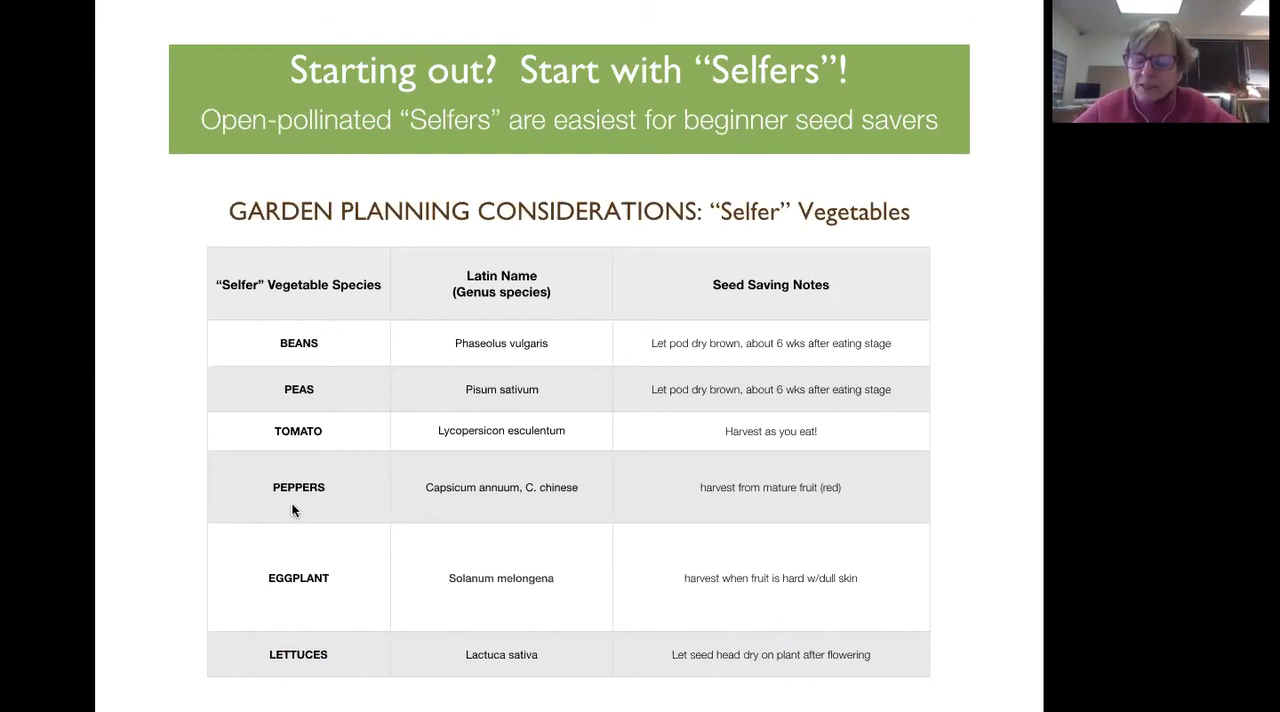 Starting out? Start with “Selfers”!
Open-pollinated “Selfers” are easiest for beginner seed savers
GARDEN PLANNING CONSIDERATIONS: “Selfer” Vegetables
“Selfer” Vegetable Species
Latin Name
(Genus species)
Seed Saving Notes
BEANS
Phaseolus vulgaris
Let pod dry brown, about 6 wks after eating stage
PEAS
Pisum sativum
Let pod dry brown, about 6 wks after eating stage
TOMATO
Lycopersicon esculentum
Harvest as you eat!
PEPPERS
Capsicum annuum, C. chinese
harvest from mature fruit (red)
EGGPLANT
Solanum melongena
harvest when fruit is hard w/dull skin
LETTUCES
Lactuca sativa
Let seed head dry on plant after flowering